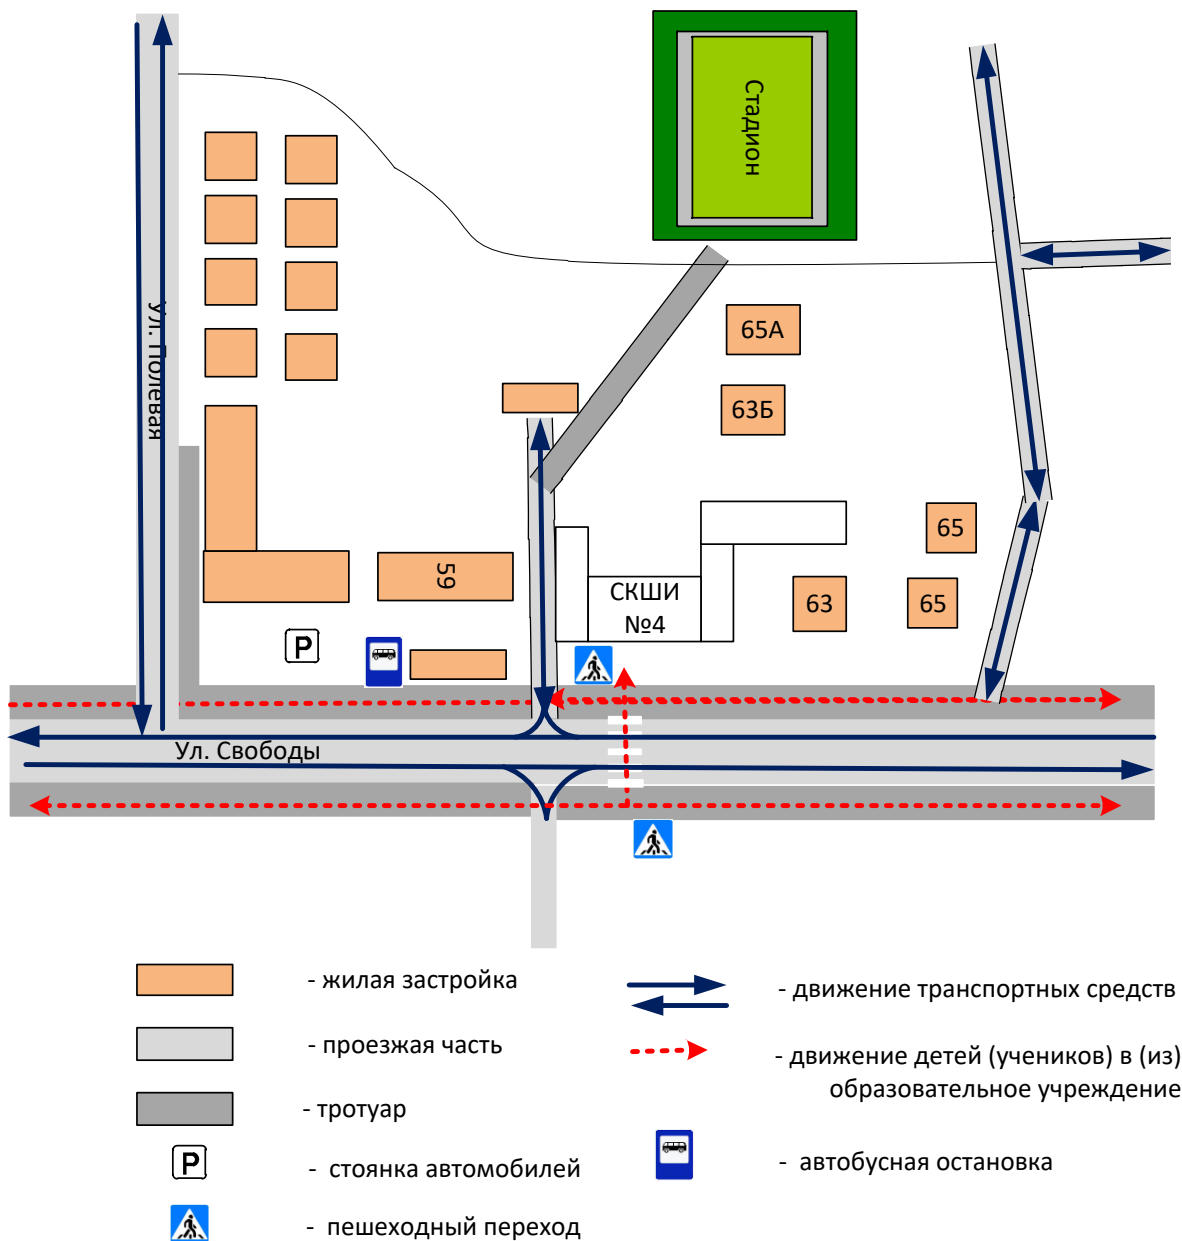 Стадион
65А
Ул. Полевая
63Б
65
59
СКШИ
№4
63
65
P
Ул. Свободы
- жилая застройка
- движение транспортных средств
- проезжая часть
- движение детей (учеников) в (из)
образовательное учреждение
- тротуар
P
- стоянка автомобилей
- автобусная остановка
- пешеходный переход